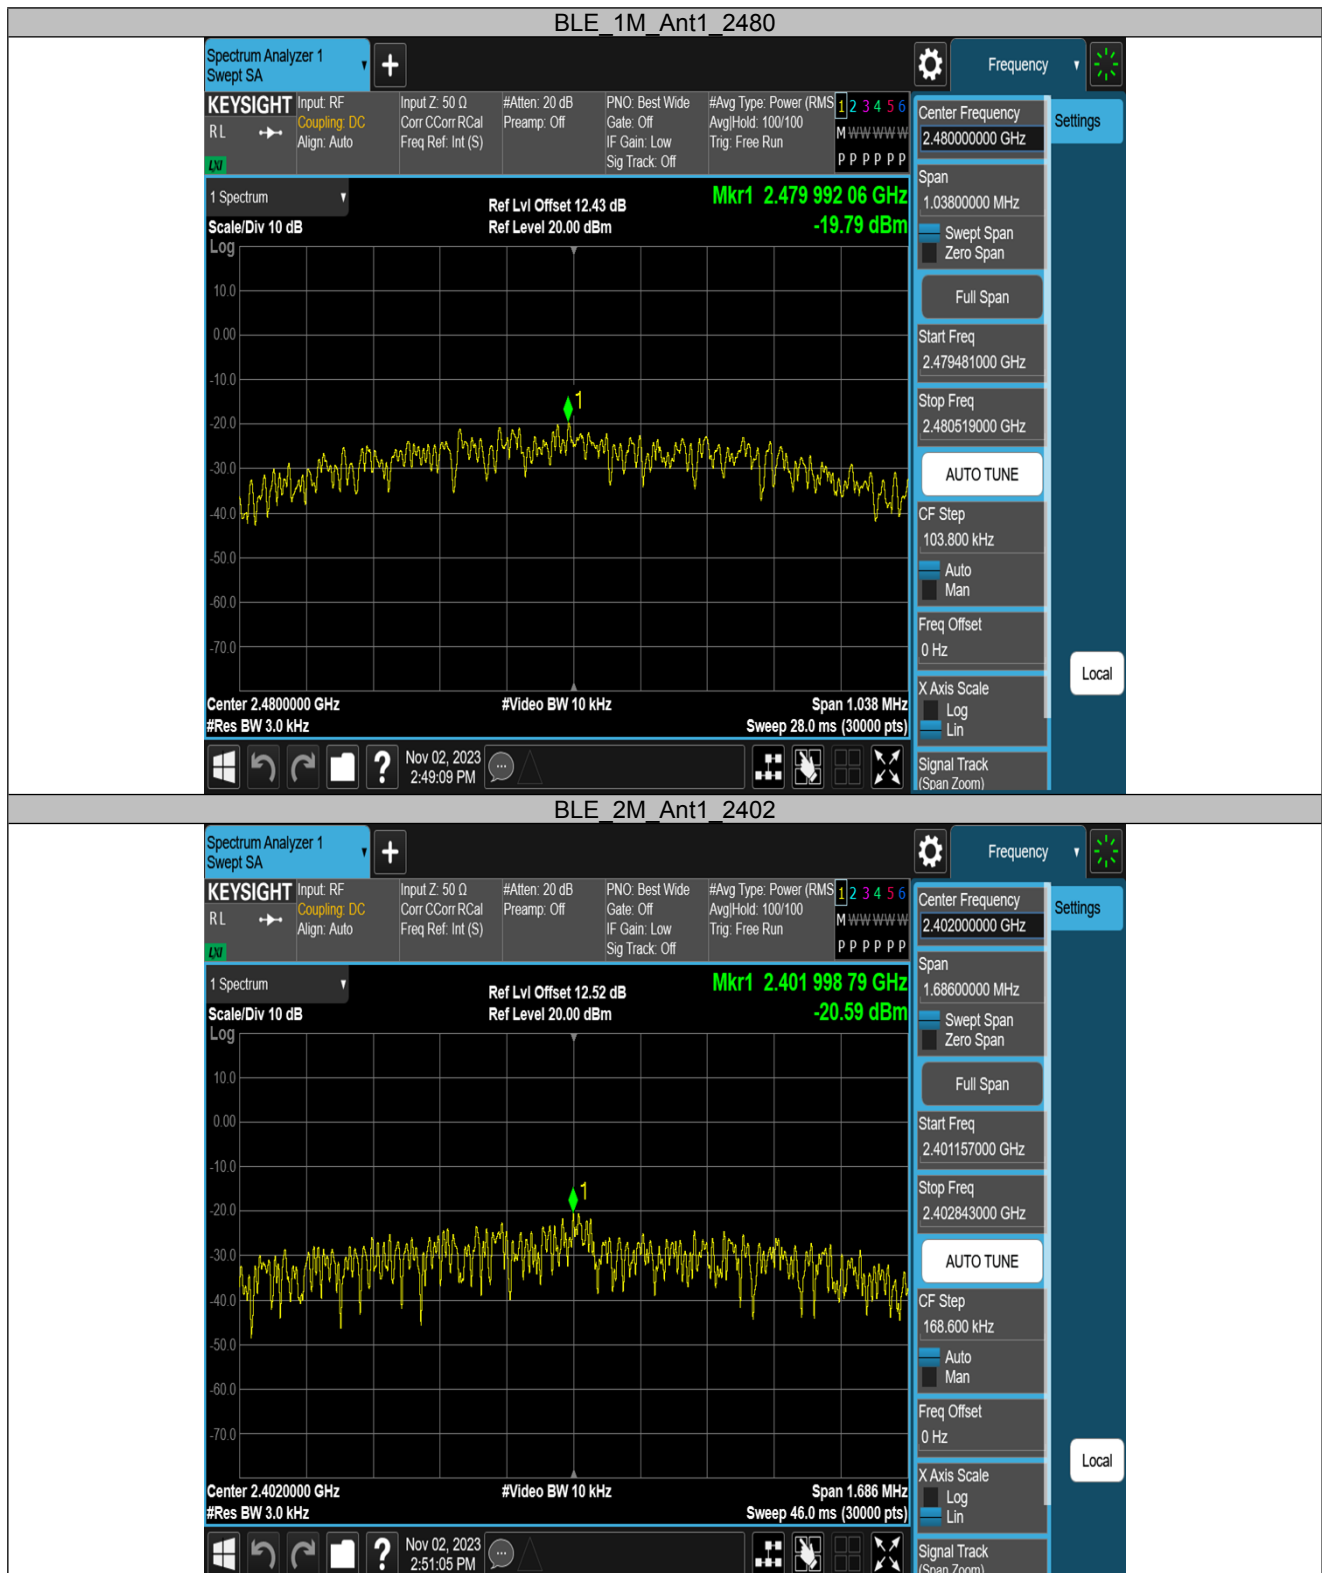 BLE_1M_Ant1_2480
Spectrum Analyzer 1
Swept SA
Frequency
KEYSIGHT
R L
LXI
Input: RF
Coupling: DC
Align: Auto
Input Z: 50 Ω
Corr CCorr RCal
Freq Ref: Int (S)
#Atten: 20 dB
Preamp: Off
PNO: Best Wide
Gate: Off
IF Gain: Low
Sig Track: Off
#Avg Type: Power (RMS
Avg|Hold: 100/100
Trig: Free Run
1 2 3 4 5 6
M W W W W W
P P P P P P
Center Frequency
2.480000000 GHz
Settings
Span
1.03800000 MHz
Swept Span
Zero Span
Full Span
Start Freq
2.479481000 GHz
Stop Freq
2.480519000 GHz
AUTO TUNE
CF Step
103.800 kHz
Auto
Man
Freq Offset
0 Hz
X Axis Scale
Log
Lin
Signal Track
(Span Zoom)
Local
1 Spectrum
Scale/Div 10 dB
Log
Ref Lvl Offset 12.43 dB
Ref Level 20.00 dBm
Mkr1 2.479 992 06 GHz
-19.79 dBm
10.0
0.00
-10.0
1
-20.0
-30.0
-40.0
-50.0
-60.0
-70.0
Center 2.4800000 GHz
#Res BW 3.0 kHz
#Video BW 10 kHz
Span 1.038 MHz
Sweep 28.0 ms (30000 pts)
?
Nov 02, 2023
2:49:09 PM
BLE_2M_Ant1_2402
Spectrum Analyzer 1
Swept SA
Frequency
KEYSIGHT
R L
LXI
Input: RF
Coupling: DC
Align: Auto
Input Z: 50 Ω
Corr CCorr RCal
Freq Ref: Int (S)
#Atten: 20 dB
Preamp: Off
PNO: Best Wide
Gate: Off
IF Gain: Low
Sig Track: Off
#Avg Type: Power (RMS
Avg|Hold: 100/100
Trig: Free Run
1 2 3 4 5 6
M W W W W W
P P P P P P
Center Frequency
2.402000000 GHz
Settings
Span
1.68600000 MHz
Swept Span
Zero Span
Full Span
Start Freq
2.401157000 GHz
Stop Freq
2.402843000 GHz
AUTO TUNE
CF Step
168.600 kHz
Auto
Man
Freq Offset
0 Hz
X Axis Scale
Log
Lin
Signal Track
(Span Zoom)
Local
1 Spectrum
Scale/Div 10 dB
Log
Ref Lvl Offset 12.52 dB
Ref Level 20.00 dBm
Mkr1 2.401 998 79 GHz
-20.59 dBm
10.0
0.00
-10.0
1
-20.0
-30.0
-40.0
-50.0
-60.0
-70.0
Center 2.4020000 GHz
#Res BW 3.0 kHz
#Video BW 10 kHz
Span 1.686 MHz
Sweep 46.0 ms (30000 pts)
?
Nov 02, 2023
2:51:05 PM